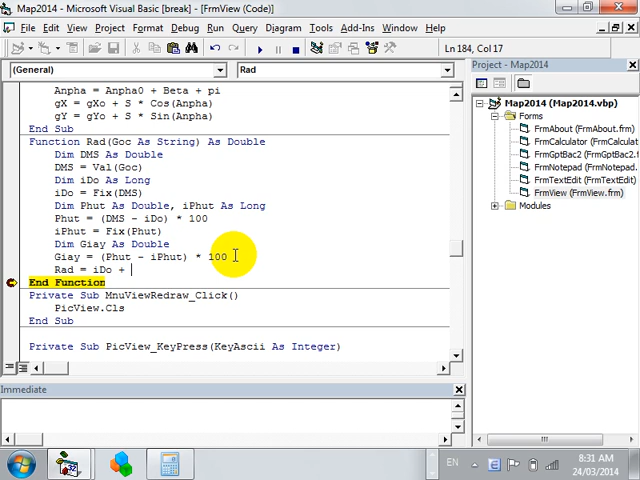 Map2014 - Microsoft Visual Basic [break] - [FrmView (Code)]
File Edit View Project Format Debug Run Query Diagram Tools Add-Ins Window Help
Ln 184, Col 17
(General) Rad
Anpha = Anpha0 + Beta + pi
gX = gXo + S * Cos(Anpha)
gY = gYo + S * Sin(Anpha)
End Sub
Function Rad(Goc As String) As Double
Dim DMS As Double
DMS = Val(Goc)
Dim iDo As Long
iDo = Fix(DMS)
Dim Phut As Double, iPhut As Long
Phut = (DMS - iDo) * 100
iPhut = Fix(Phut)
Dim Giay As Double
Giay = (Phut - iPhut) * 100
Rad = iDo +
End Function
Private Sub MnuViewRedraw_Click()
PicView.Cls
End Sub
Private Sub PicView_KeyPress(KeyAscii As Integer)
Immediate
Project - Map2014
Map2014 (Map2014.vbp)
Forms
FrmAbout (FrmAbout.frm)
FrmCalculator (FrmCalculat
FrmGptBac2 (FrmGptBac2.f
FrmNotepad (FrmNotepad.
FrmTextEdit (FrmTextEdit.
FrmView (FrmView.frm)
Modules
EN
8:31 AM
24/03/2014